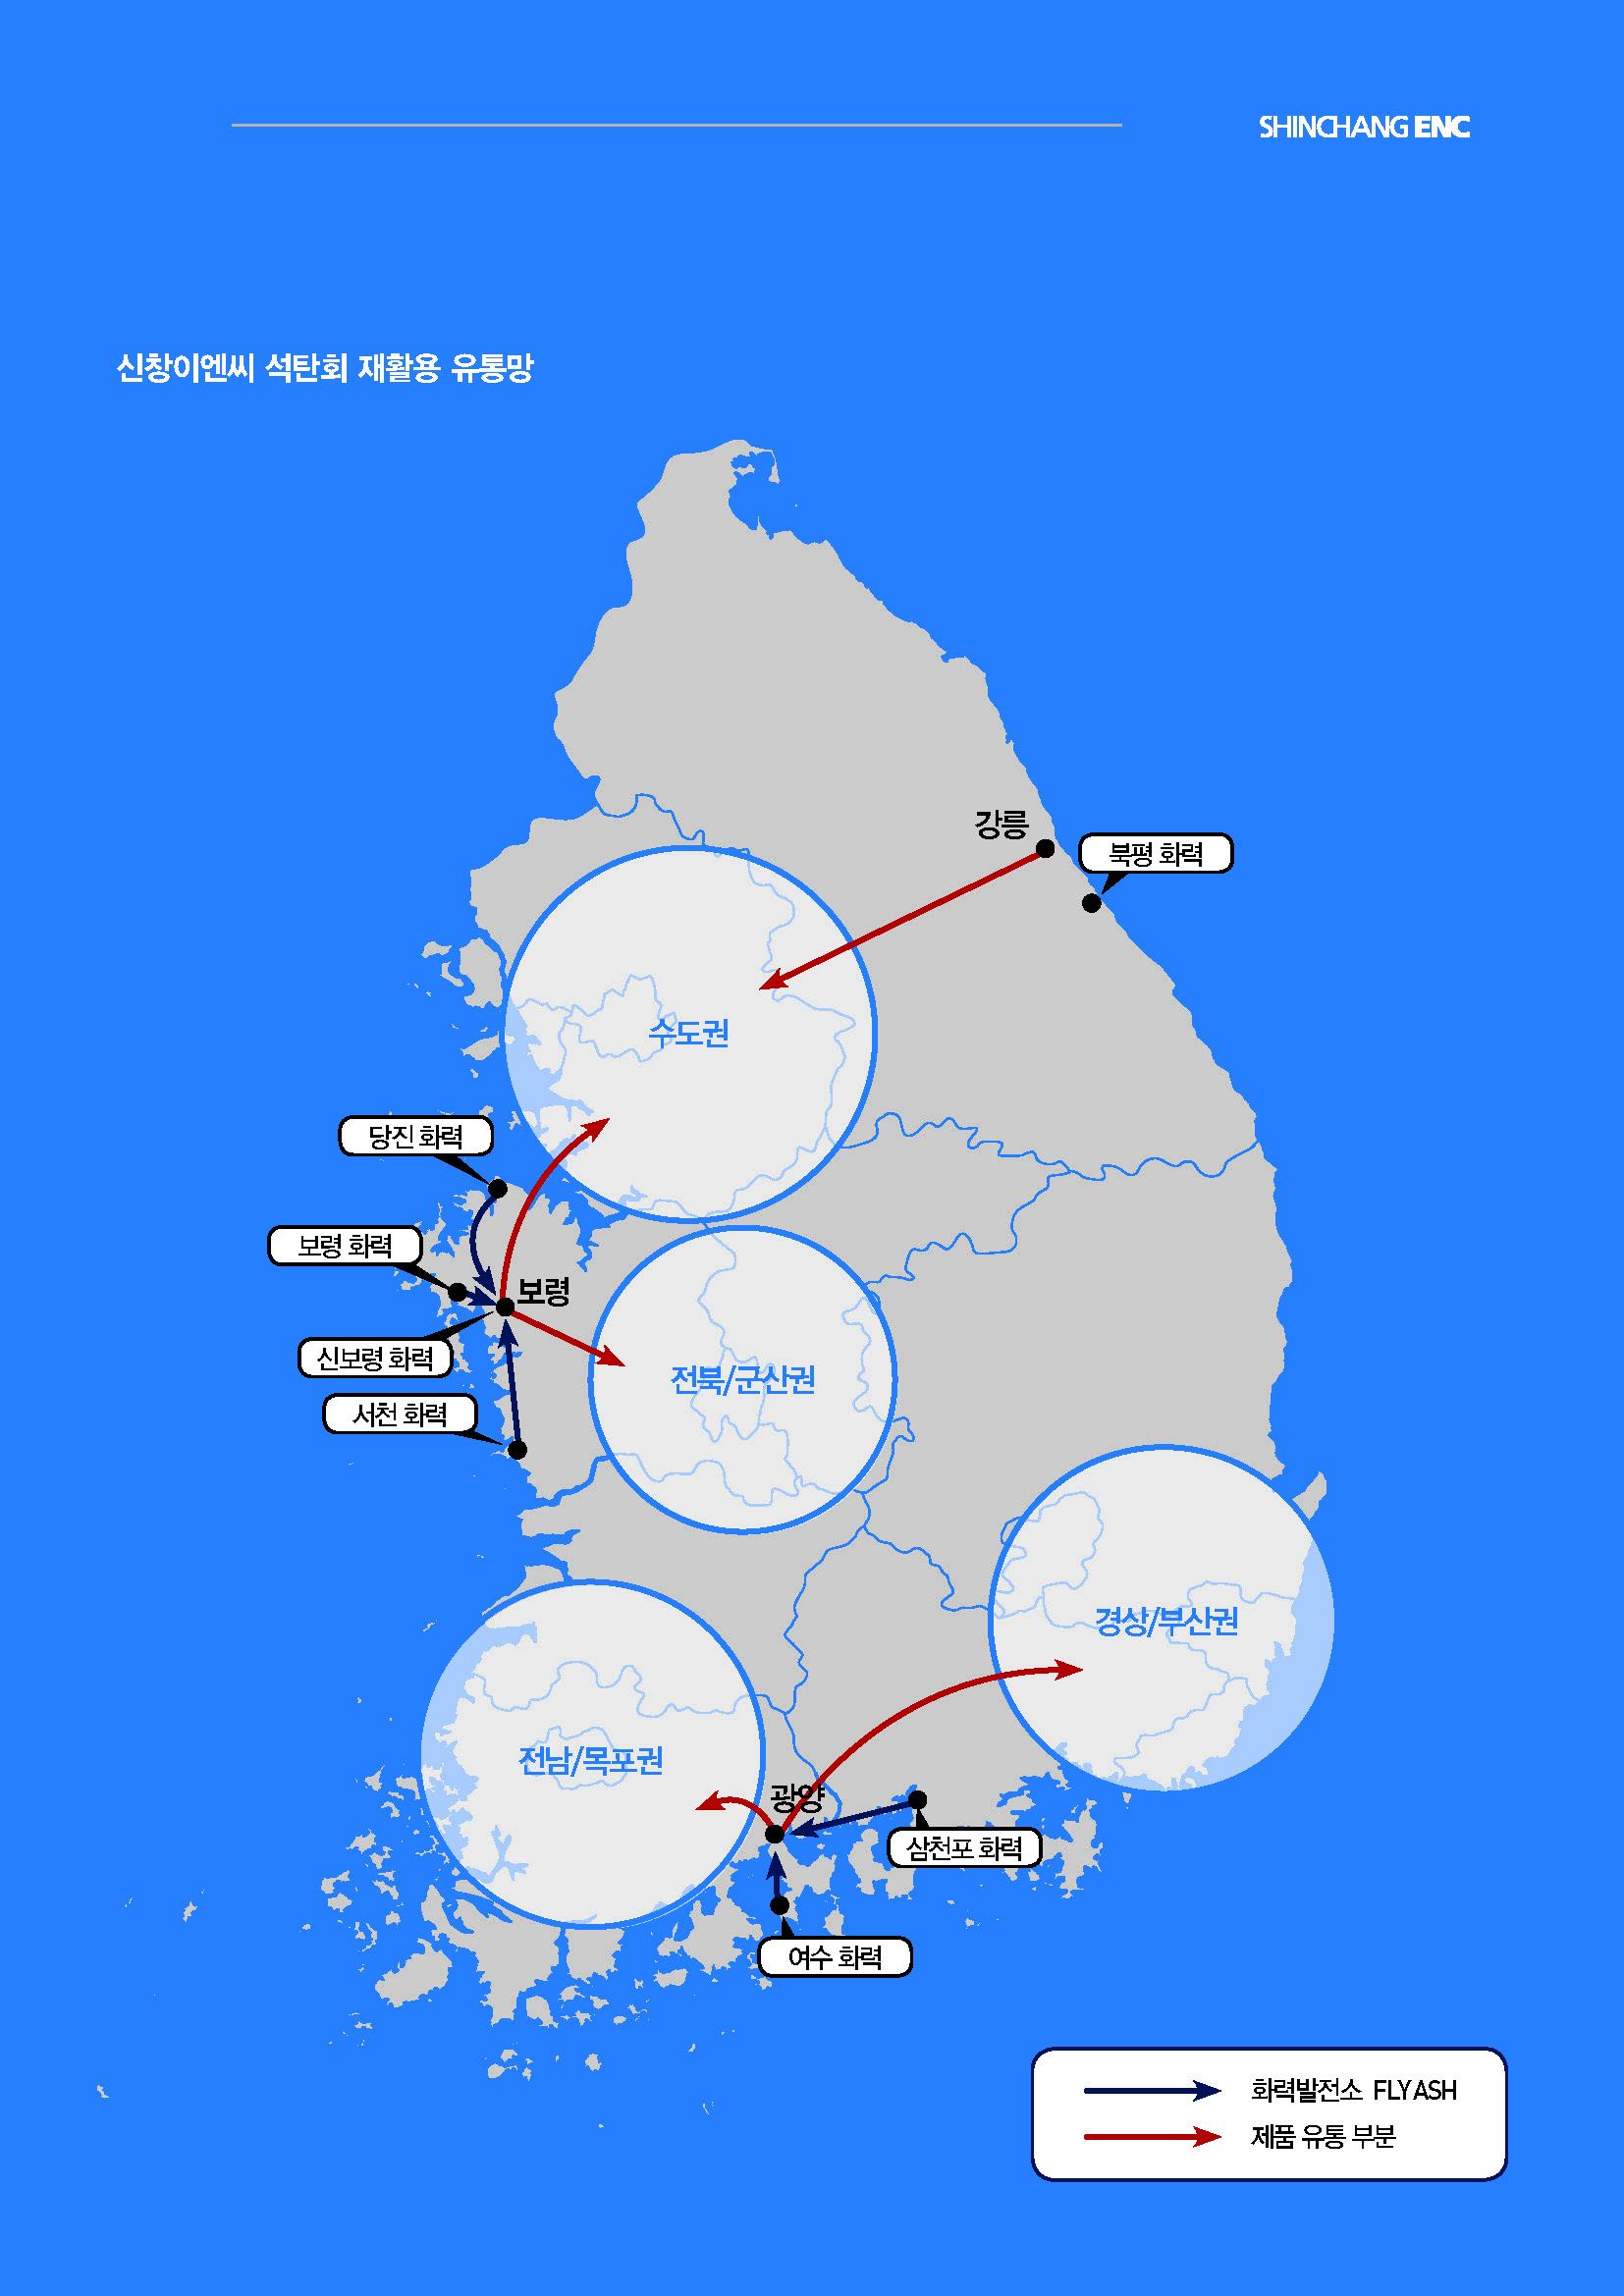 SHINCHANG ENC
신창이엔씨 석탄회 재활용 유통망
강릉
북평 화력
수도권
당진 화력
보령 화력
보령
신보령 화력
전북/군산권
서천 화력
경상/부산권
전남/목포권
광양
삼천포 화력
여수 화력
화력발전소 FLY ASH
제품 유통 부분